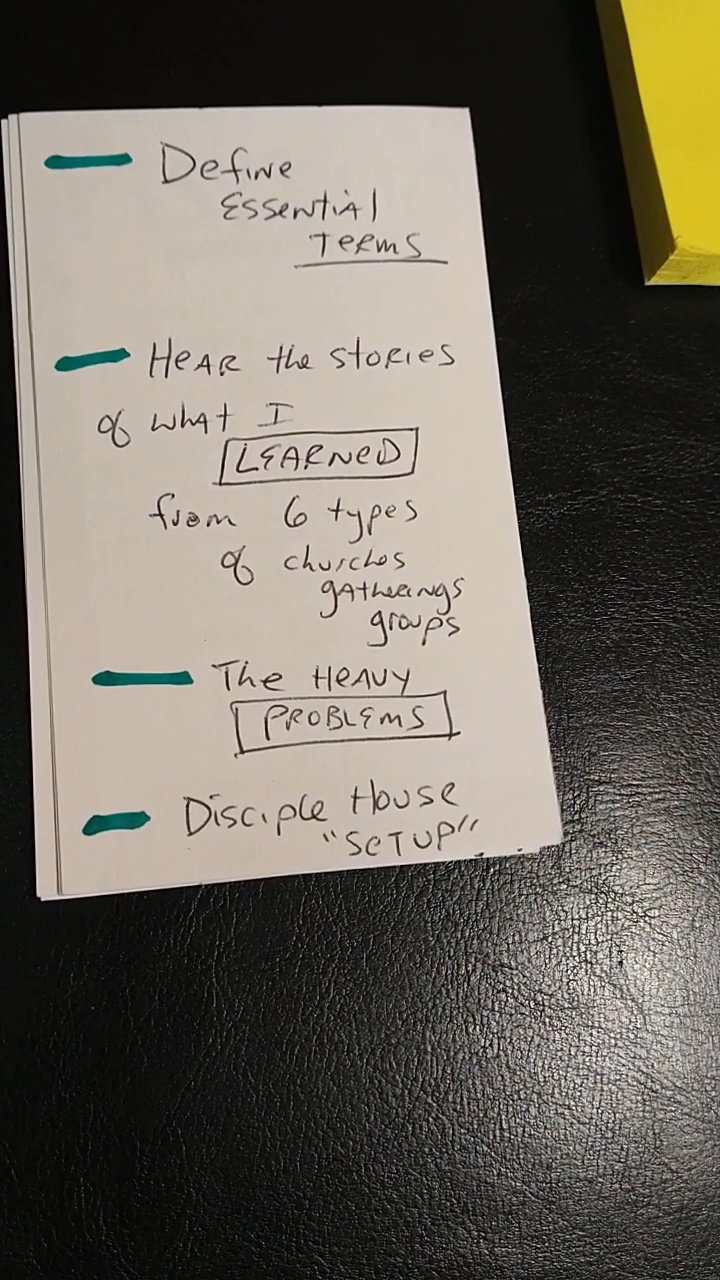 Define
Essential
Terms
Hear the stories
of what I
LEARNED
from 6 types
of churches
gatherings
groups
The HEAVY
PROBLEMS
Disciple House
"SETUP"